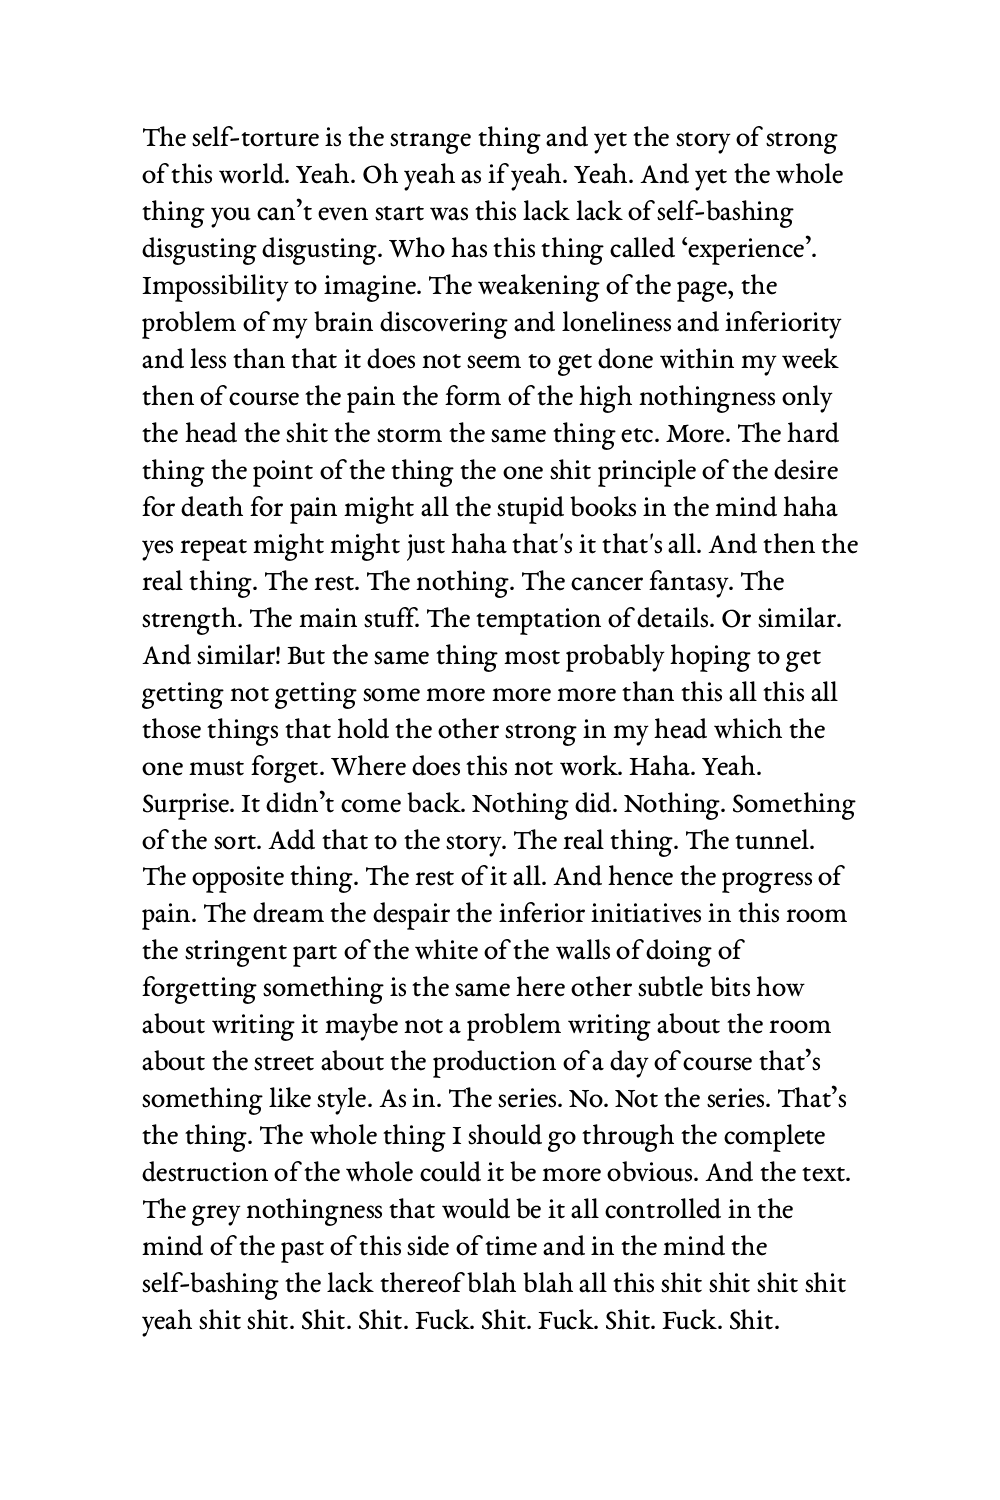 The self-torture is the strange thing and yet the story of strong
of this world. Yeah. Oh yeah as if yeah. Yeah. And yet the whole
thing you can’t even start was this lack lack of self-bashing
disgusting disgusting. Who has this thing called ‘experience’.
Impossibility to imagine. The weakening of the page, the
problem of my brain discovering and loneliness and inferiority
and less than that it does not seem to get done within my week
then of course the pain the form of the high nothingness only
the head the shit the storm the same thing etc. More. The hard
thing the point of the thing the one shit principle of the desire
for death for pain might all the stupid books in the mind haha
yes repeat might might just haha that's it that's all. And then the
real thing. The rest. The nothing. The cancer fantasy. The
strength. The main stuff. The temptation of details. Or similar.
And similar! But the same thing most probably hoping to get
getting not getting some more more more than this all this all
those things that hold the other strong in my head which the
one must forget. Where does this not work. Haha. Yeah.
Surprise. It didn’t come back. Nothing did. Nothing. Something
of the sort. Add that to the story. The real thing. The tunnel.
The opposite thing. The rest of it all. And hence the progress of
pain. The dream the despair the inferior initiatives in this room
the stringent part of the white of the walls of doing of
forgetting something is the same here other subtle bits how
about writing it maybe not a problem writing about the room
about the street about the production of a day of course that’s
something like style. As in. The series. No. Not the series. That’s
the thing. The whole thing I should go through the complete
destruction of the whole could it be more obvious. And the text.
The grey nothingness that would be it all controlled in the
mind of the past of this side of time and in the mind the
self-bashing the lack thereof blah blah all this shit shit shit shit
yeah shit shit. Shit. Shit. Fuck. Shit. Fuck. Shit. Fuck. Shit.